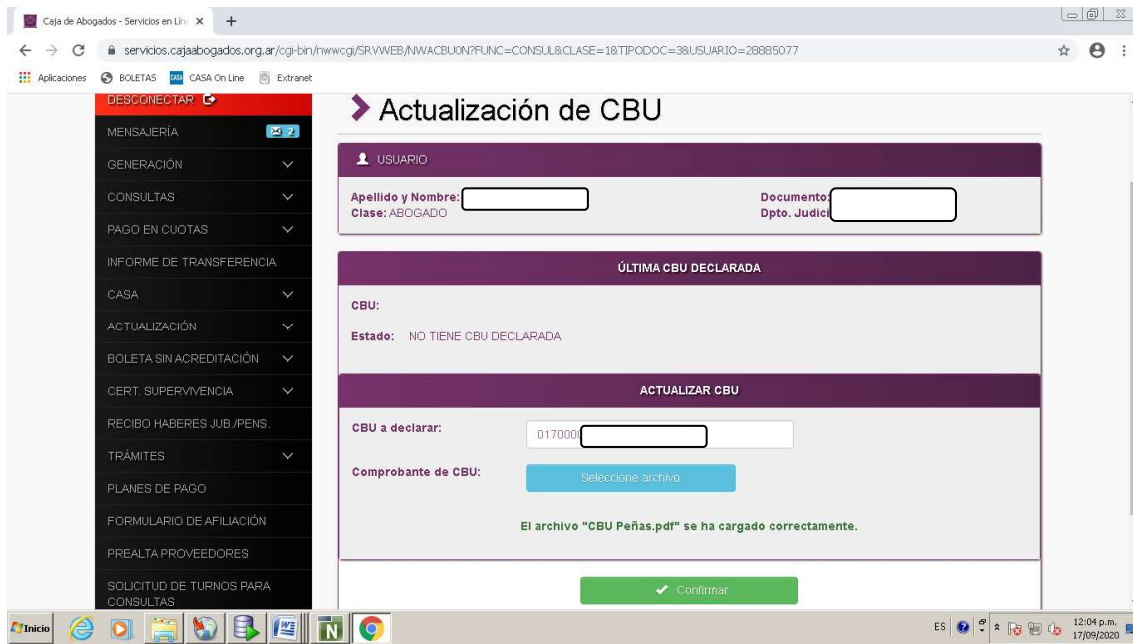 Caja de Abogados - Servicios en Lín
servicios.cajaabogados.org.ar/cgi-bin/nwwcgi/SRVWEB/NWACBU0N?FUNC=CONSUL&CLASE=1&TIPODOC=3&USUARIO=28885077
Aplicaciones BOLETAS CASA On Line Extranet
DESCONECTAR
MENSAJERÍA 2
GENERACIÓN
CONSULTAS
PAGO EN CUOTAS
INFORME DE TRANSFERENCIA
CASA
ACTUALIZACIÓN
BOLETA SIN ACREDITACIÓN
CERT. SUPERVIVENCIA
RECIBO HABERES JUB./PENS.
TRÁMITES
PLANES DE PAGO
FORMULARIO DE AFILIACIÓN
PREALTA PROVEEDORES
SOLICITUD DE TURNOS PARA
CONSULTAS
Actualización de CBU
USUARIO
Apellido y Nombre: Documento:
Clase: ABOGADO Dpto. Judici
ÚLTIMA CBU DECLARADA
CBU:
Estado: NO TIENE CBU DECLARADA
ACTUALIZAR CBU
CBU a declarar: 017000
Comprobante de CBU: Seleccione archivo
El archivo "CBU Peñas.pdf" se ha cargado correctamente.
Confirmar
Inicio ES 12:04 p.m.
17/09/2020